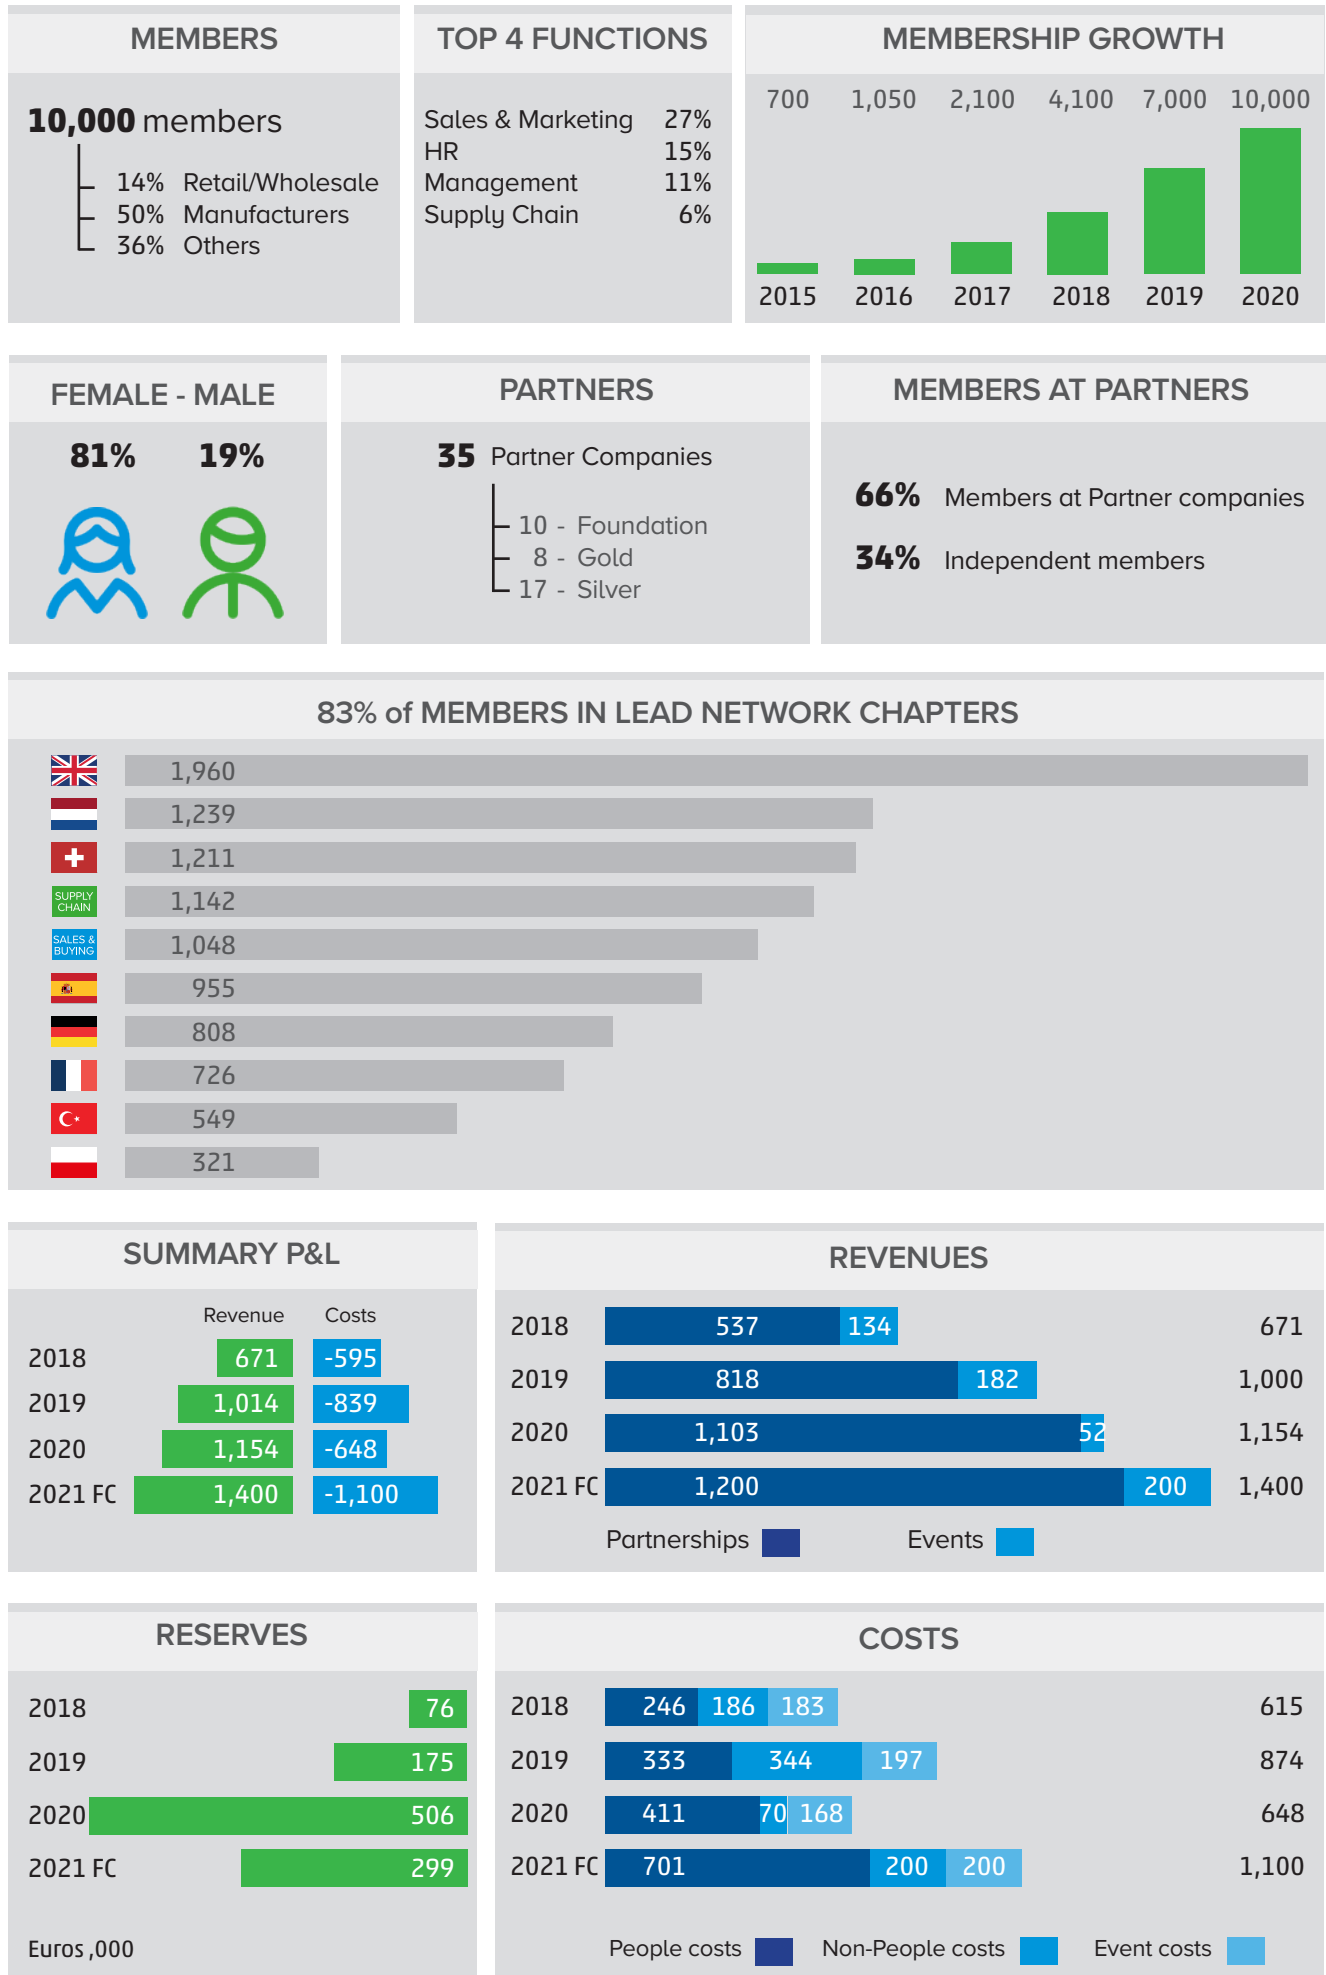 MEMBERS
10,000 members
14% Retail/Wholesale
50% Manufacturers
36% Others
TOP 4 FUNCTIONS
Sales & Marketing 27%
HR 15%
Management 11%
Supply Chain 6%
MEMBERSHIP GROWTH
700 1,050 2,100 4,100 7,000 10,000
2015 2016 2017 2018 2019 2020
FEMALE - MALE
81% 19%
PARTNERS
35 Partner Companies
10 - Foundation
8 - Gold
17 - Silver
MEMBERS AT PARTNERS
66% Members at Partner companies
34% Independent members
83% of MEMBERS IN LEAD NETWORK CHAPTERS
1,960
1,239
1,211
SUPPLY
CHAIN
1,142
SALES &
BUYING
1,048
955
808
726
549
321
SUMMARY P&L
Revenue Costs
2018 671 -595
2019 1,014 -839
2020 1,154 -648
2021 FC 1,400 -1,100
REVENUES
2018 537 134 671
2019 818 182 1,000
2020 1,103 52 1,154
2021 FC 1,200 200 1,400
Partnerships Events
RESERVES
2018 76
2019 175
2020 506
2021 FC 299
Euros ,000
COSTS
2018 246 186 183 615
2019 333 344 197 874
2020 411 70 168 648
2021 FC 701 200 200 1,100
People costs Non-People costs Event costs